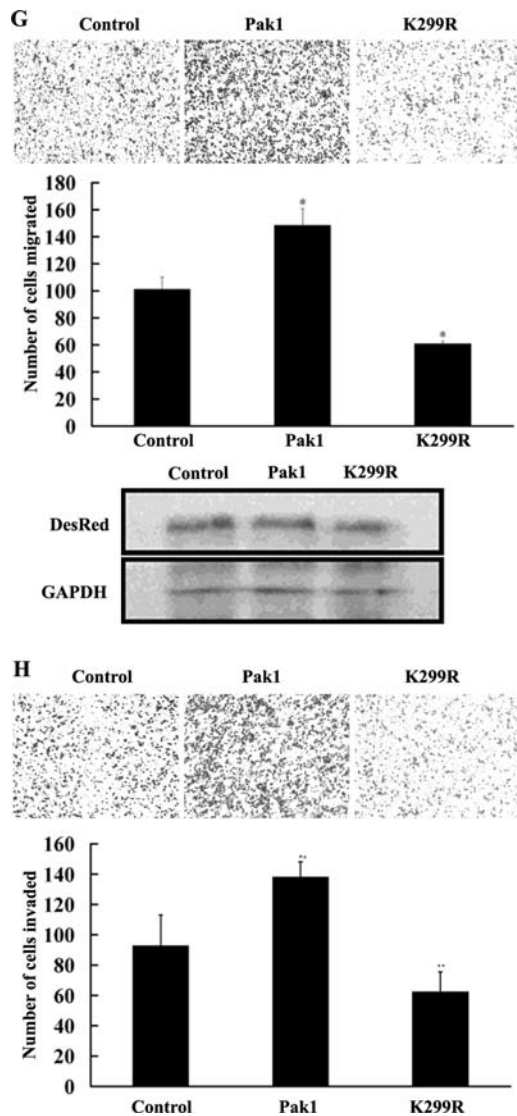 G
Control Pak1 K299R
Number of cells migrated
180
160
140
120
100
80
60
40
20
0
*
*
Control Pak1 K299R
Control Pak1 K299R
DesRed
GAPDH
H
Control Pak1 K299R
Number of cells invaded
160
140
120
100
80
60
40
20
0
**
**
Control Pak1 K299R